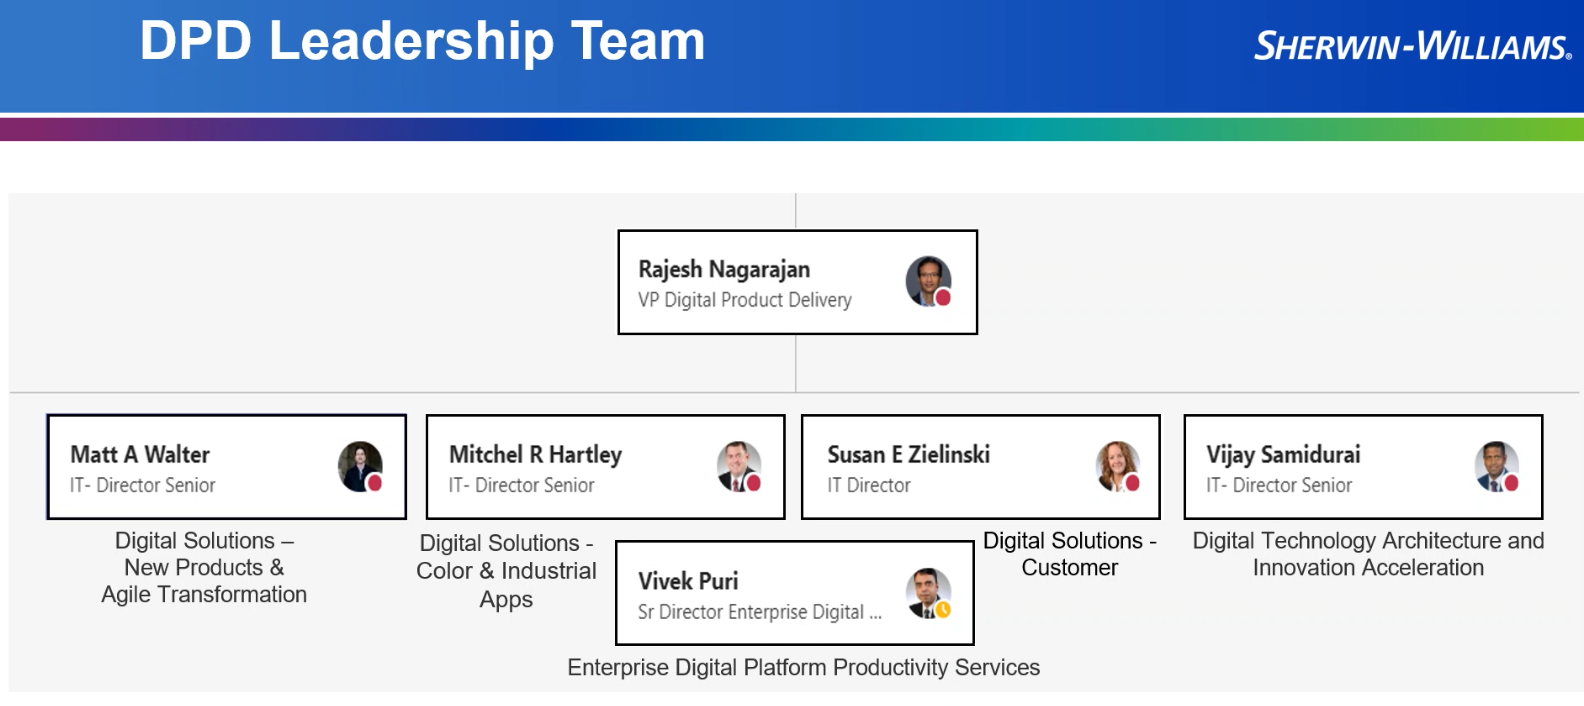 DPD Leadership Team
SHERWIN-WILLIAMS®
Rajesh Nagarajan
VP Digital Product Delivery
Matt A Walter
IT- Director Senior
Digital Solutions –
New Products &
Agile Transformation
Mitchel R Hartley
IT- Director Senior
Digital Solutions -
Color & Industrial
Apps
Susan E Zielinski
IT Director
Digital Solutions -
Customer
Vijay Samidurai
IT- Director Senior
Digital Technology Architecture and
Innovation Acceleration
Vivek Puri
Sr Director Enterprise Digital ...
Enterprise Digital Platform Productivity Services